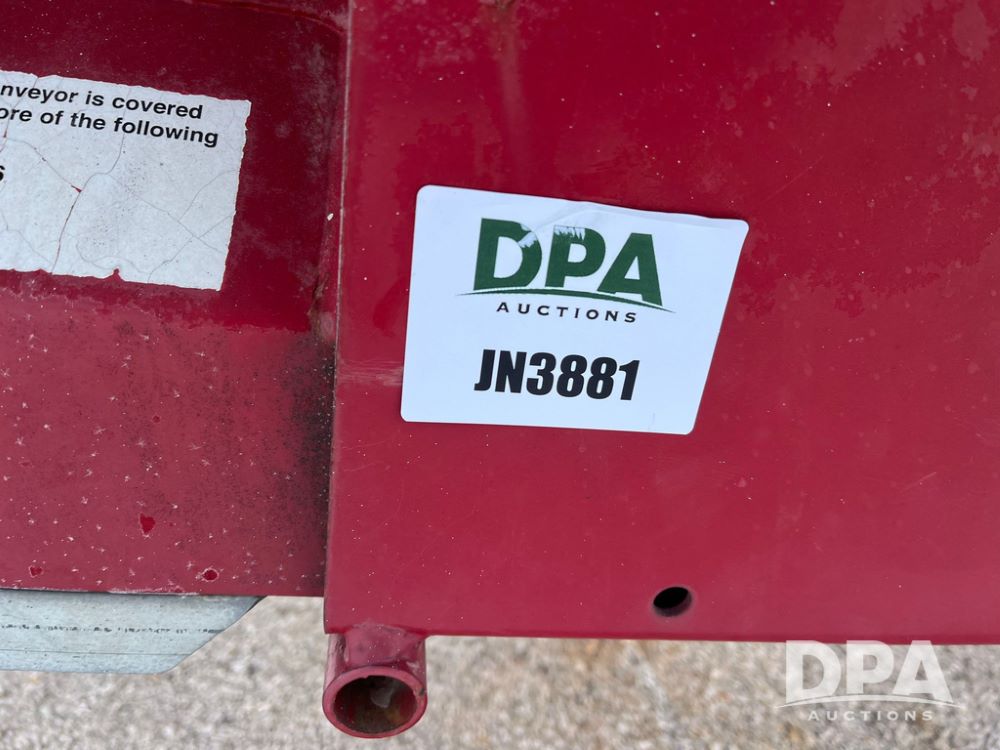 nveyor is covered
ore of the following
DPA
AUCTIONS
JN3881
DPA
AUCTIONS